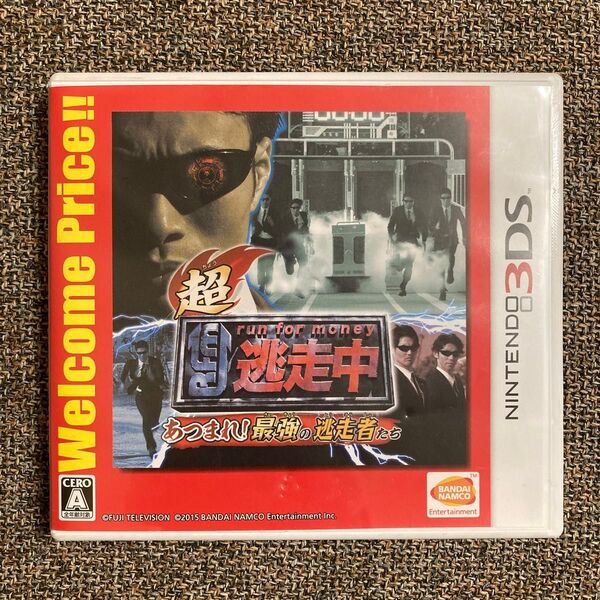 Welcome Price!!
NINTENDO 3DS™
超
run for money
逃走中
あつまれ!最強の逃走者たち
CERO
A
全年齢対象
©FUJI TELEVISION ©2015 BANDAI NAMCO Entertainment Inc.
BANDAI
NAMCO
Entertainment